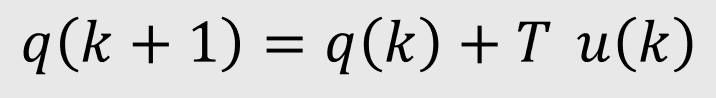 q(k + 1) = q(k) + T u(k)